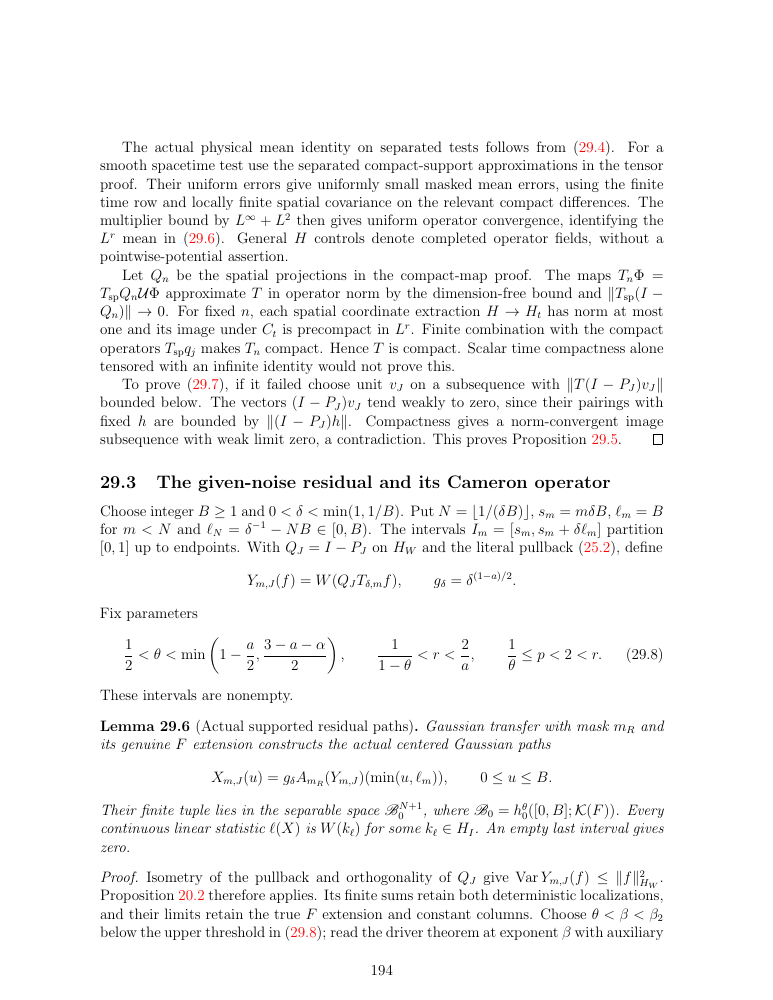 The actual physical mean identity on separated tests follows from (29.4). For a
smooth spacetime test use the separated compact-support approximations in the tensor
proof. Their uniform errors give uniformly small masked mean errors, using the finite
time row and locally finite spatial covariance on the relevant compact differences. The
multiplier bound by L^∞ + L² then gives uniform operator convergence, identifying the
L^r mean in (29.6). General H controls denote completed operator fields, without a
pointwise-potential assertion.
Let Q_n be the spatial projections in the compact-map proof. The maps T_nΦ =
T_sp Q_n 𝒰Φ approximate T in operator norm by the dimension-free bound and ‖T_sp(I −
Q_n)‖ → 0. For fixed n, each spatial coordinate extraction H → H_t has norm at most
one and its image under C_t is precompact in L^r. Finite combination with the compact
operators T_sp q_j makes T_n compact. Hence T is compact. Scalar time compactness alone
tensored with an infinite identity would not prove this.
To prove (29.7), if it failed choose unit v_J on a subsequence with ‖T(I − P_J)v_J‖
bounded below. The vectors (I − P_J)v_J tend weakly to zero, since their pairings with
fixed h are bounded by ‖(I − P_J)h‖. Compactness gives a norm-convergent image
subsequence with weak limit zero, a contradiction. This proves Proposition 29.5. □
29.3 The given-noise residual and its Cameron operator
Choose integer B ≥ 1 and 0 < δ < min(1, 1/B). Put N = ⌊1/(δB)⌋, s_m = mδB, ℓ_m = B
for m < N and ℓ_N = δ^{−1} − NB ∈ [0, B). The intervals I_m = [s_m, s_m + δℓ_m] partition
[0, 1] up to endpoints. With Q_J = I − P_J on H_W and the literal pullback (25.2), define
Y_{m,J}(f) = W(Q_J T_{δ,m} f), g_δ = δ^{(1−a)/2}.
Fix parameters
1/2 < θ < min(1 − a/2, (3 − a − α)/2), 1/(1 − θ) < r < 2/a, 1/θ ≤ p < 2 < r. (29.8)
These intervals are nonempty.
Lemma 29.6 (Actual supported residual paths). Gaussian transfer with mask m_R and
its genuine F extension constructs the actual centered Gaussian paths
X_{m,J}(u) = g_δ A_{m_R}(Y_{m,J})(min(u, ℓ_m)), 0 ≤ u ≤ B.
Their finite tuple lies in the separable space ℬ_0^{N+1}, where ℬ_0 = h_0^θ([0, B]; 𝒦(F)). Every
continuous linear statistic ℓ(X) is W(k_ℓ) for some k_ℓ ∈ H_I. An empty last interval gives
zero.
Proof. Isometry of the pullback and orthogonality of Q_J give Var Y_{m,J}(f) ≤ ‖f‖²_{H_W}.
Proposition 20.2 therefore applies. Its finite sums retain both deterministic localizations,
and their limits retain the true F extension and constant columns. Choose θ < β < β_2
below the upper threshold in (29.8); read the driver theorem at exponent β with auxiliary
194